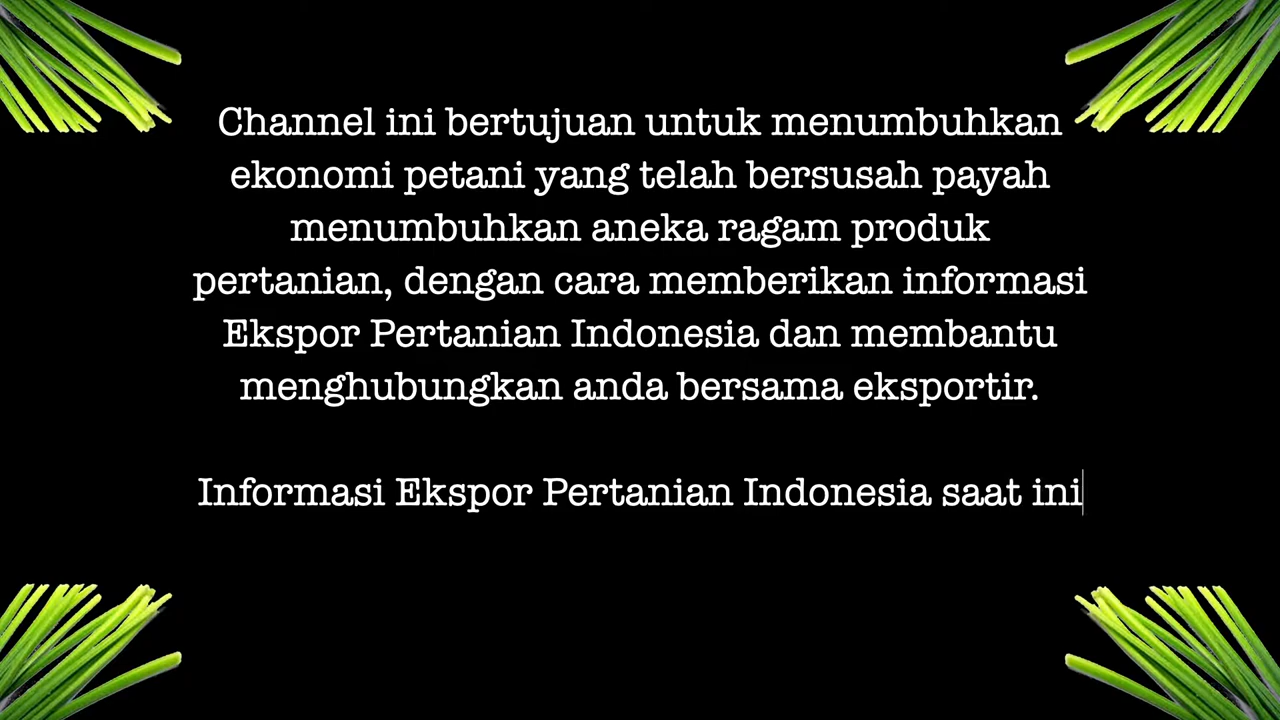 Channel ini bertujuan untuk menumbuhkan
ekonomi petani yang telah bersusah payah
menumbuhkan aneka ragam produk
pertanian, dengan cara memberikan informasi
Ekspor Pertanian Indonesia dan membantu
menghubungkan anda bersama eksportir.
Informasi Ekspor Pertanian Indonesia saat ini